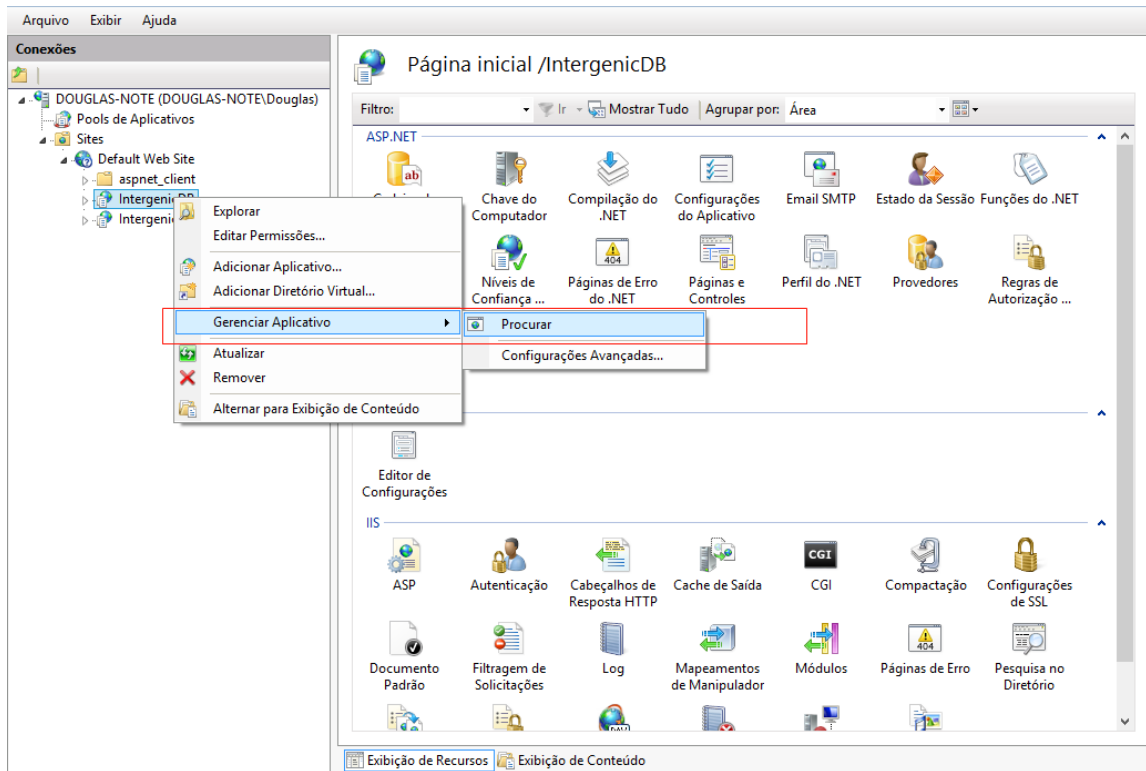 Arquivo Exibir Ajuda
Conexões
DOUGLAS-NOTE (DOUGLAS-NOTE\Douglas)
Pools de Aplicativos
Sites
Default Web Site
aspnet_client
IntergenicDB
Explorar
Editar Permissões...
Adicionar Aplicativo...
Adicionar Diretório Virtual...
Gerenciar Aplicativo
Atualizar
Remover
Alternar para Exibição de Conteúdo
Procurar
Configurações Avançadas...
Página inicial /IntergenicDB
Filtro: Ir Mostrar Tudo Agrupar por: Área
ASP.NET
ab
Chave do
Computador
Compilação do
.NET
Configurações
do Aplicativo
Email SMTP
Estado da Sessão
Funções do .NET
Níveis de
Confiança ...
404
Páginas de Erro
do .NET
Páginas e
Controles
Perfil do .NET
Provedores
Regras de
Autorização ...
Editor de
Configurações
IIS
ASP
Autenticação
Cabeçalhos de
Resposta HTTP
Cache de Saída
CGI
CGI
Compactação
Configurações
de SSL
Documento
Padrão
Filtragem de
Solicitações
Log
Mapeamentos
de Manipulador
Módulos
404
Páginas de Erro
Pesquisa no
Diretório
Exibição de Recursos Exibição de Conteúdo